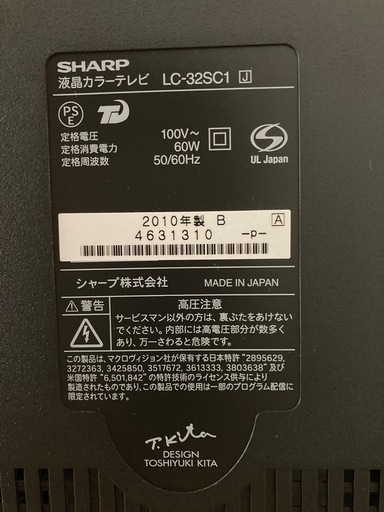 SHARP
液晶カラーテレビ LC-32SC1 J
PS
E
定格電圧 100V～
定格消費電力 60W
定格周波数 50/60Hz
S
UL Japan
2010年製 B A
4631310 -p-
シャープ株式会社 MADE IN JAPAN
⚠警告 高圧注意
サービスマン以外の方は、裏ぶたをあけないで
ください。内部には高電圧部分が数多く
あり、万一さわると危険です。
この製品は、マクロヴィジョン社が保有する日本特許 "2895629,
3272363, 3425850, 3517672, 3613333, 3803638" 及び
米国特許 "6,501,842" の特許技術のライセンス供与により
製造されたものであり、この製品での使用は一部のプログラム配信に
限定されています。
T.Kita
DESIGN
TOSHIYUKI KITA